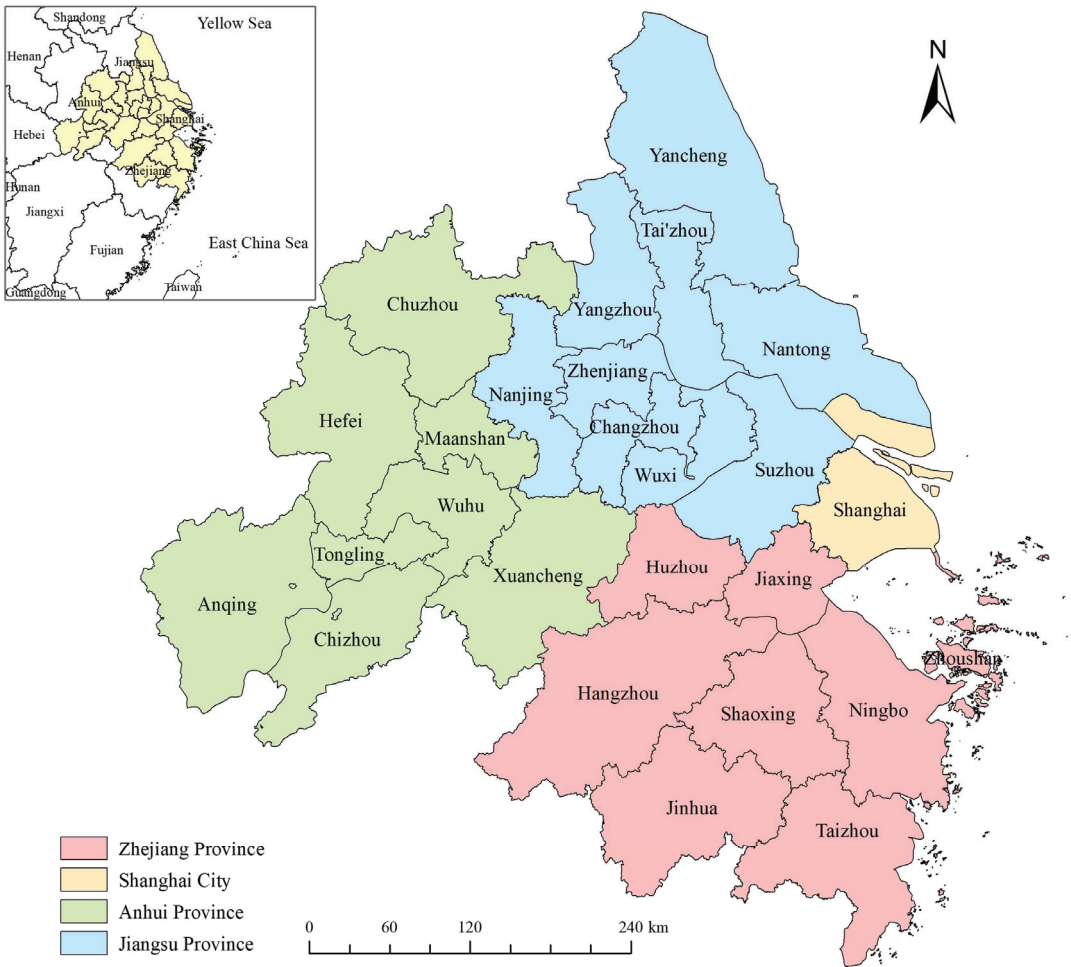 Shandong
Yellow Sea
Henan
Jiangsu
Anhui
Shanghai
Hebei
Zhejiang
Hunan
Jiangxi
East China Sea
Fujian
Taiwan
Guangdong
N
Yancheng
Tai'zhou
Chuzhou
Yangzhou
Nantong
Zhenjiang
Nanjing
Hefei
Changzhou
Maanshan
Wuxi
Suzhou
Wuhu
Shanghai
Tongling
Huzhou
Xuancheng
Jiaxing
Anqing
Chizhou
Zhoushan
Hangzhou
Shaoxing
Ningbo
Jinhua
Taizhou
Zhejiang Province
Shanghai City
Anhui Province
Jiangsu Province
0 60 120 240 km